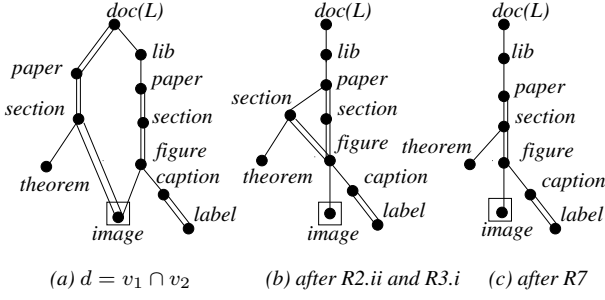 doc(L) doc(L) doc(L)
lib lib lib
paper paper paper paper
section section section section section
theorem figure figure theorem figure
theorem caption caption caption
label label label
image image image
(a) d = v₁ ∩ v₂ (b) after R2.ii and R3.i (c) after R7